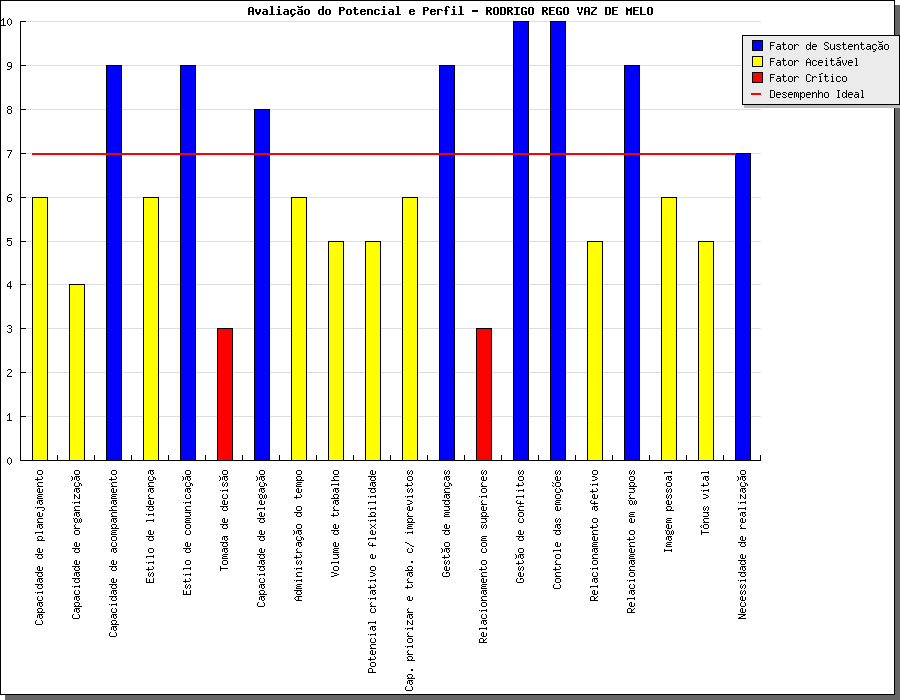 Avaliação do Potencial e Perfil - RODRIGO REGO VAZ DE MELO
Fator de Sustentação
Fator Aceitável
Fator Crítico
Desempenho Ideal
10
9
8
7
6
5
4
3
2
1
0
Capacidade de planejamento
Capacidade de organização
Capacidade de acompanhamento
Estilo de liderança
Estilo de comunicação
Tomada de decisão
Capacidade de delegação
Administração do tempo
Volume de trabalho
Potencial criativo e flexibilidade
Cap. priorizar e trab. c/ imprevistos
Gestão de mudanças
Relacionamento com superiores
Gestão de conflitos
Controle das emoções
Relacionamento afetivo
Relacionamento em grupos
Imagem pessoal
Tônus vital
Necessidade de realização